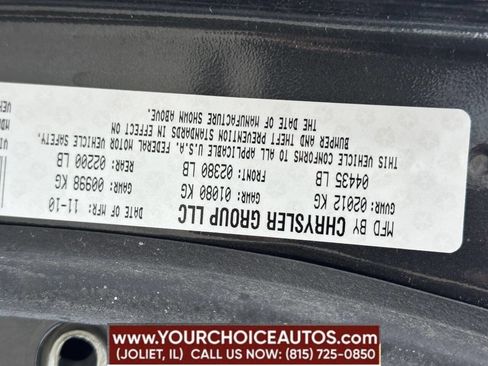 MFD BY CHRYSLER GROUP LLC
DATE OF MFR: 11-10
GVWR: 02012 KG
04435 LB
GAWR: 01080 KG
FRONT: 02380 LB
GAWR: 00998 KG
REAR: 02200 LB
THIS VEHICLE CONFORMS TO ALL APPLICABLE U.S.A. FEDERAL MOTOR VEHICLE SAFETY,
BUMPER AND THEFT PREVENTION STANDARDS IN EFFECT ON
THE DATE OF MANUFACTURE SHOWN ABOVE.
WWW.YOURCHOICEAUTOS.COM
(JOLIET, IL) CALL US NOW: (815) 725-0850